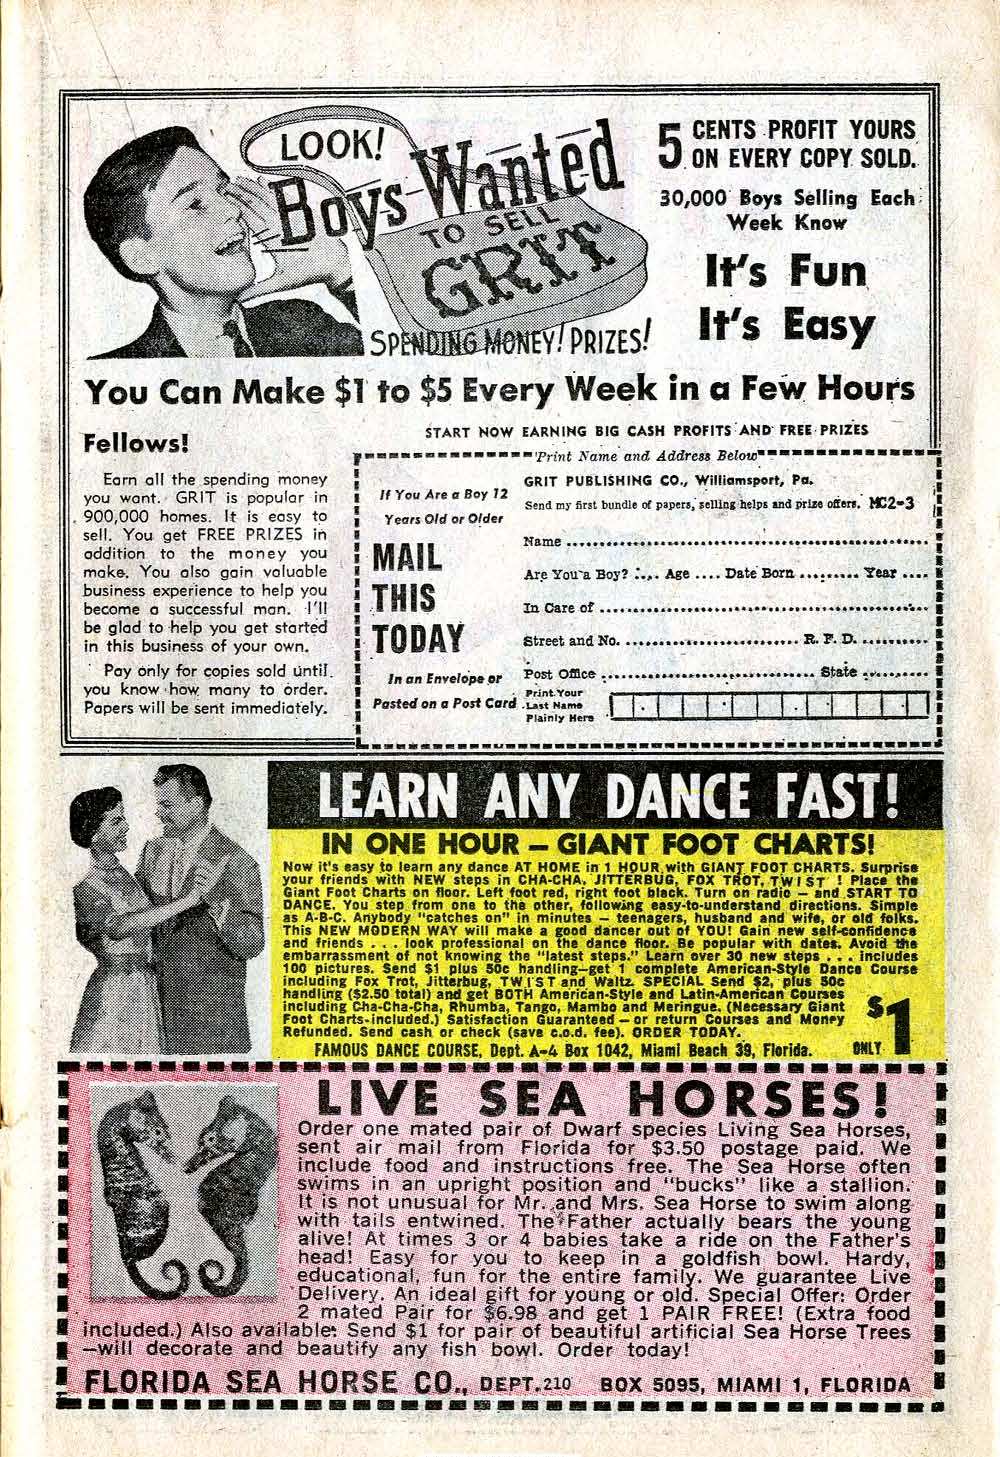 LOOK!
Boys Wanted
TO SELL
GRIT
SPENDING MONEY! PRIZES!
5 CENTS PROFIT YOURS
ON EVERY COPY SOLD.
30,000 Boys Selling Each
Week Know
It's Fun
It's Easy
You Can Make $1 to $5 Every Week in a Few Hours
Fellows!
Earn all the spending money
you want. GRIT is popular in
900,000 homes. It is easy to
sell. You get FREE PRIZES in
addition to the money you
make. You also gain valuable
business experience to help you
become a successful man. I'll
be glad to help you get started
in this business of your own.
Pay only for copies sold until
you know how many to order.
Papers will be sent immediately.
START NOW EARNING BIG CASH PROFITS AND FREE PRIZES
Print Name and Address Below
If You Are a Boy 12
Years Old or Older
MAIL
THIS
TODAY
In an Envelope or
Pasted on a Post Card
GRIT PUBLISHING CO., Williamsport, Pa.
Send my first bundle of papers, selling helps and prize offers. MC2-3
Name
Are You a Boy? .... Age .... Date Born ......... Year ....
In Care of
Street and No. .......................... R. F. D. ..........
Post Office ............................... State ..........
Print Your
Last Name
Plainly Here
LEARN ANY DANCE FAST!
IN ONE HOUR — GIANT FOOT CHARTS!
Now it's easy to learn any dance AT HOME in 1 HOUR with GIANT FOOT CHARTS. Surprise
your friends with NEW steps in CHA-CHA, JITTERBUG, FOX TROT, TWIST ! Place the
Giant Foot Charts on floor. Left foot red, right foot black. Turn on radio — and START TO
DANCE. You step from one to the other, following easy-to-understand directions. Simple
as A-B-C. Anybody "catches on" in minutes — teenagers, husband and wife, or old folks.
This NEW MODERN WAY will make a good dancer out of YOU! Gain new self-confidence
and friends . . . look professional on the dance floor. Be popular with dates. Avoid the
embarrassment of not knowing the "latest steps." Learn over 30 new steps . . . includes
100 pictures. Send $1 plus 50c handling—get 1 complete American-Style Dance Course
including Fox Trot, Jitterbug, TWIST and Waltz. SPECIAL Send $2, plus 50c
handling ($2.50 total) and get BOTH American-Style and Latin-American Courses
including Cha-Cha-Cha, Rhumba, Tango, Mambo and Meringue. (Necessary Giant
Foot Charts-included.) Satisfaction Guaranteed — or return Courses and Money
Refunded. Send cash or check (save c.o.d. fee). ORDER TODAY.
FAMOUS DANCE COURSE, Dept. A-4 Box 1042, Miami Beach 39, Florida.
ONLY $1
LIVE SEA HORSES!
Order one mated pair of Dwarf species Living Sea Horses,
sent air mail from Florida for $3.50 postage paid. We
include food and instructions free. The Sea Horse often
swims in an upright position and "bucks" like a stallion.
It is not unusual for Mr. and Mrs. Sea Horse to swim along
with tails entwined. The Father actually bears the young
alive! At times 3 or 4 babies take a ride on the Father's
head! Easy for you to keep in a goldfish bowl. Hardy,
educational, fun for the entire family. We guarantee Live
Delivery. An ideal gift for young or old. Special Offer: Order
2 mated Pair for $6.98 and get 1 PAIR FREE! (Extra food
included.) Also available: Send $1 for pair of beautiful artificial Sea Horse Trees
—will decorate and beautify any fish bowl. Order today!
FLORIDA SEA HORSE CO., DEPT.210 BOX 5095, MIAMI 1, FLORIDA